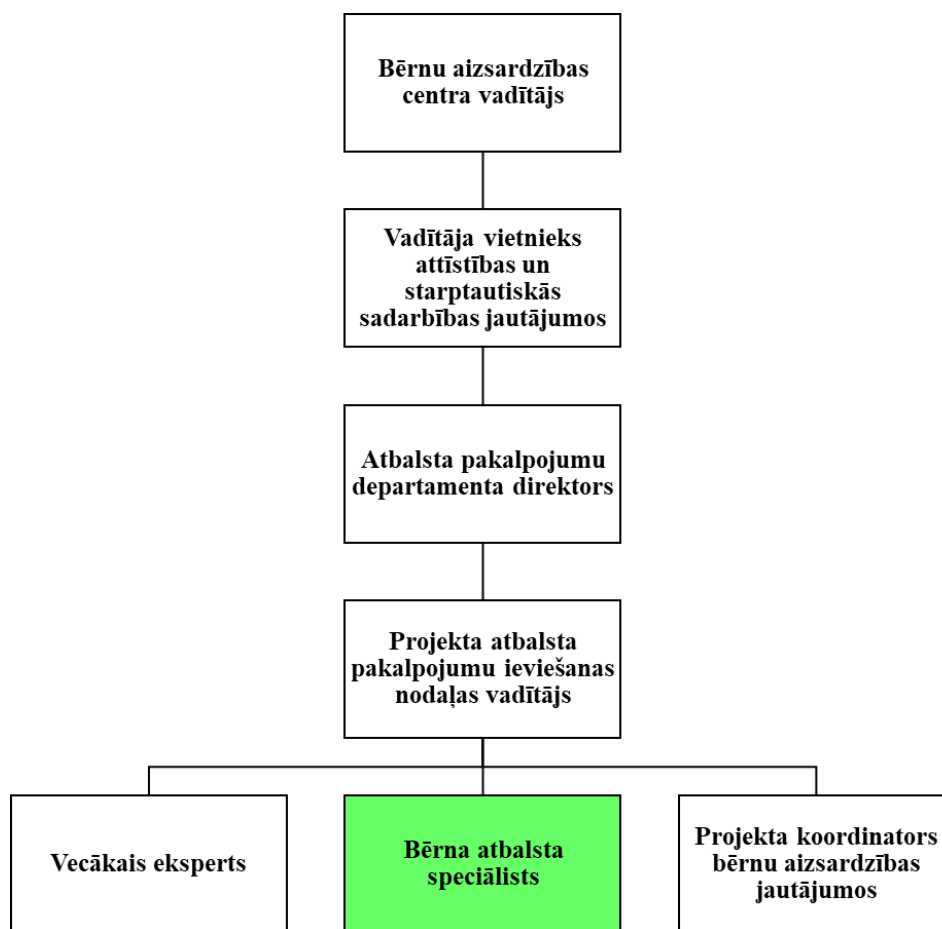 Bērnu aizsardzības
centra vadītājs
Vadītāja vietnieks
attīstības un
starptautiskās
sadarbības jautājumos
Atbalsta pakalpojumu
departamenta direktors
Projekta atbalsta
pakalpojumu ieviešanas
nodaļas vadītājs
Vecākais eksperts
Bērna atbalsta
speciālists
Projekta koordinators
bērnu aizsardzības
jautājumos